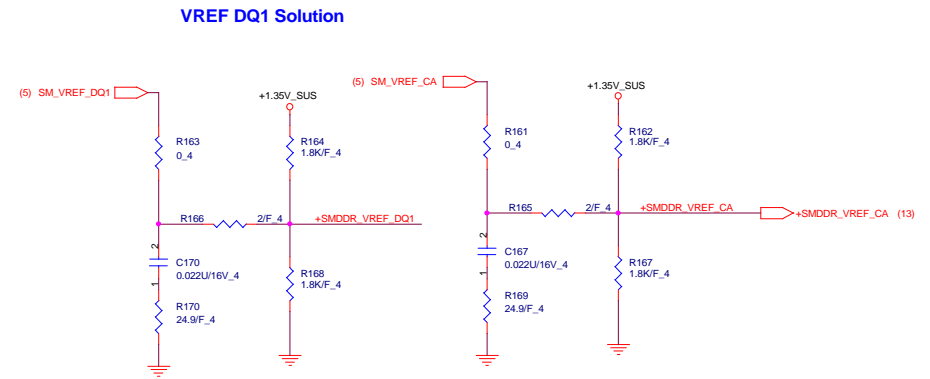 VREF DQ1 Solution
(5) SM_VREF_DQ1
+1.35V_SUS
R163
0_4
R164
1.8K/F_4
R166
2/F_4
+SMDDR_VREF_DQ1
2
C170
0.022U/16V_4
1
R168
1.8K/F_4
R170
24.9/F_4
(5) SM_VREF_CA
+1.35V_SUS
R161
0_4
R162
1.8K/F_4
R165
2/F_4
+SMDDR_VREF_CA
+SMDDR_VREF_CA (13)
2
C167
0.022U/16V_4
1
R167
1.8K/F_4
R169
24.9/F_4